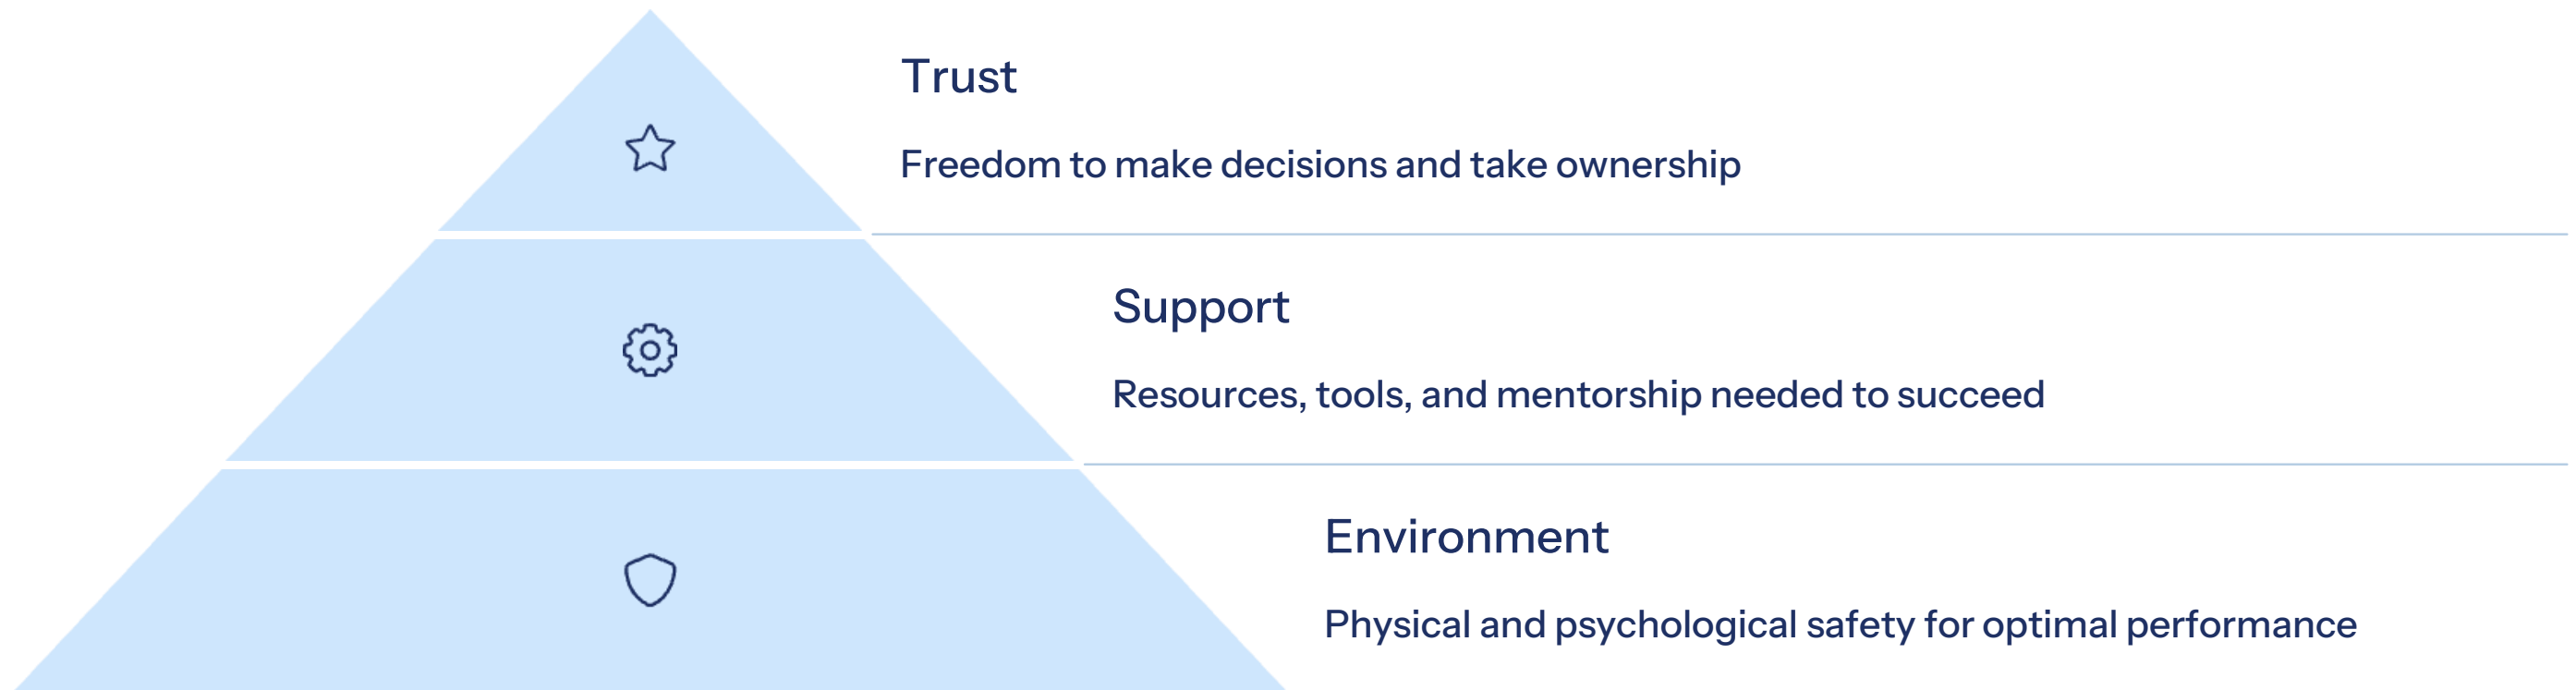 Trust
Freedom to make decisions and take ownership
Support
Resources, tools, and mentorship needed to succeed
Environment
Physical and psychological safety for optimal performance